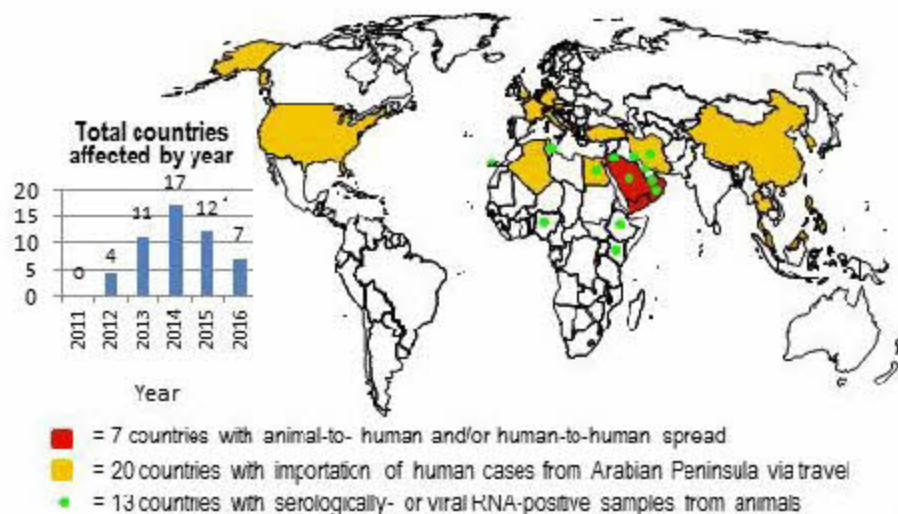 Total countries
affected by year
20
15
10
5
0
0
4
11
17
12
7
2011
2012
2013
2014
2015
2016
Year
= 7 countries with animal-to- human and/or human-to-human spread
= 20 countries with importation of human cases from Arabian Peninsula via travel
= 13 countries with serologically- or viral RNA-positive samples from animals